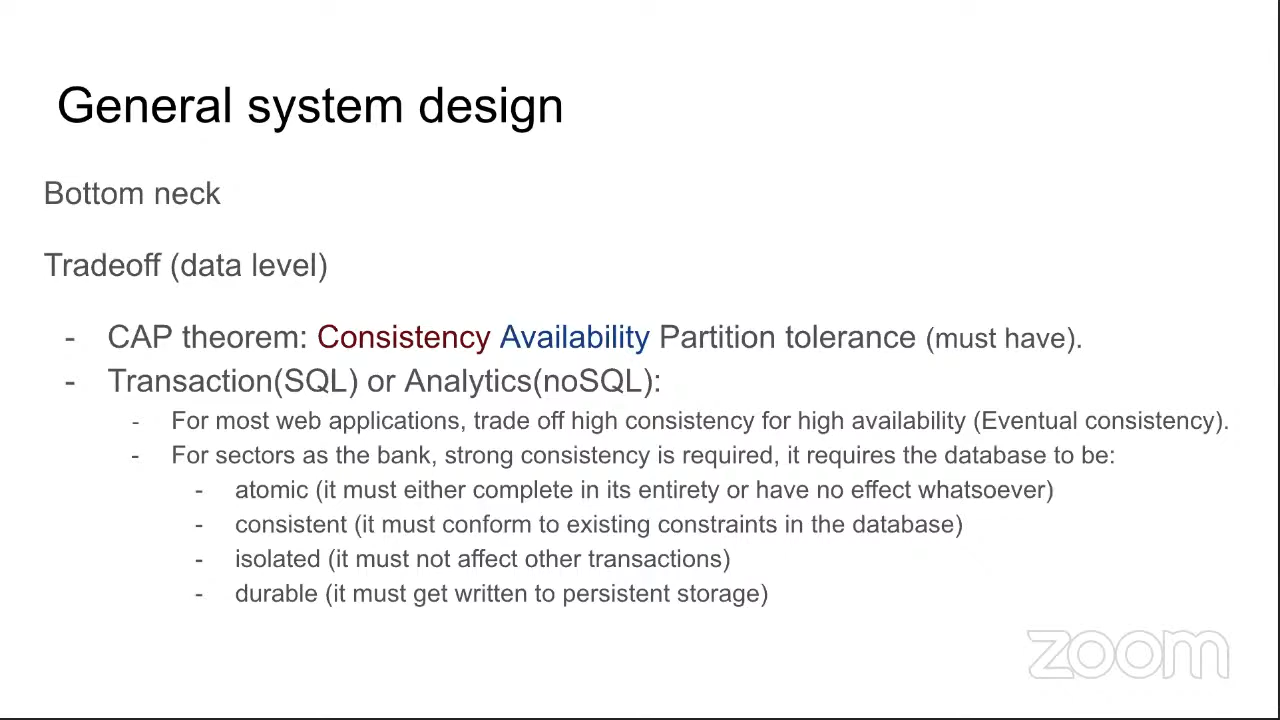 General system design
Bottom neck
Tradeoff (data level)
- CAP theorem: Consistency Availability Partition tolerance (must have).
- Transaction(SQL) or Analytics(noSQL):
- For most web applications, trade off high consistency for high availability (Eventual consistency).
- For sectors as the bank, strong consistency is required, it requires the database to be:
- atomic (it must either complete in its entirety or have no effect whatsoever)
- consistent (it must conform to existing constraints in the database)
- isolated (it must not affect other transactions)
- durable (it must get written to persistent storage)
zoom